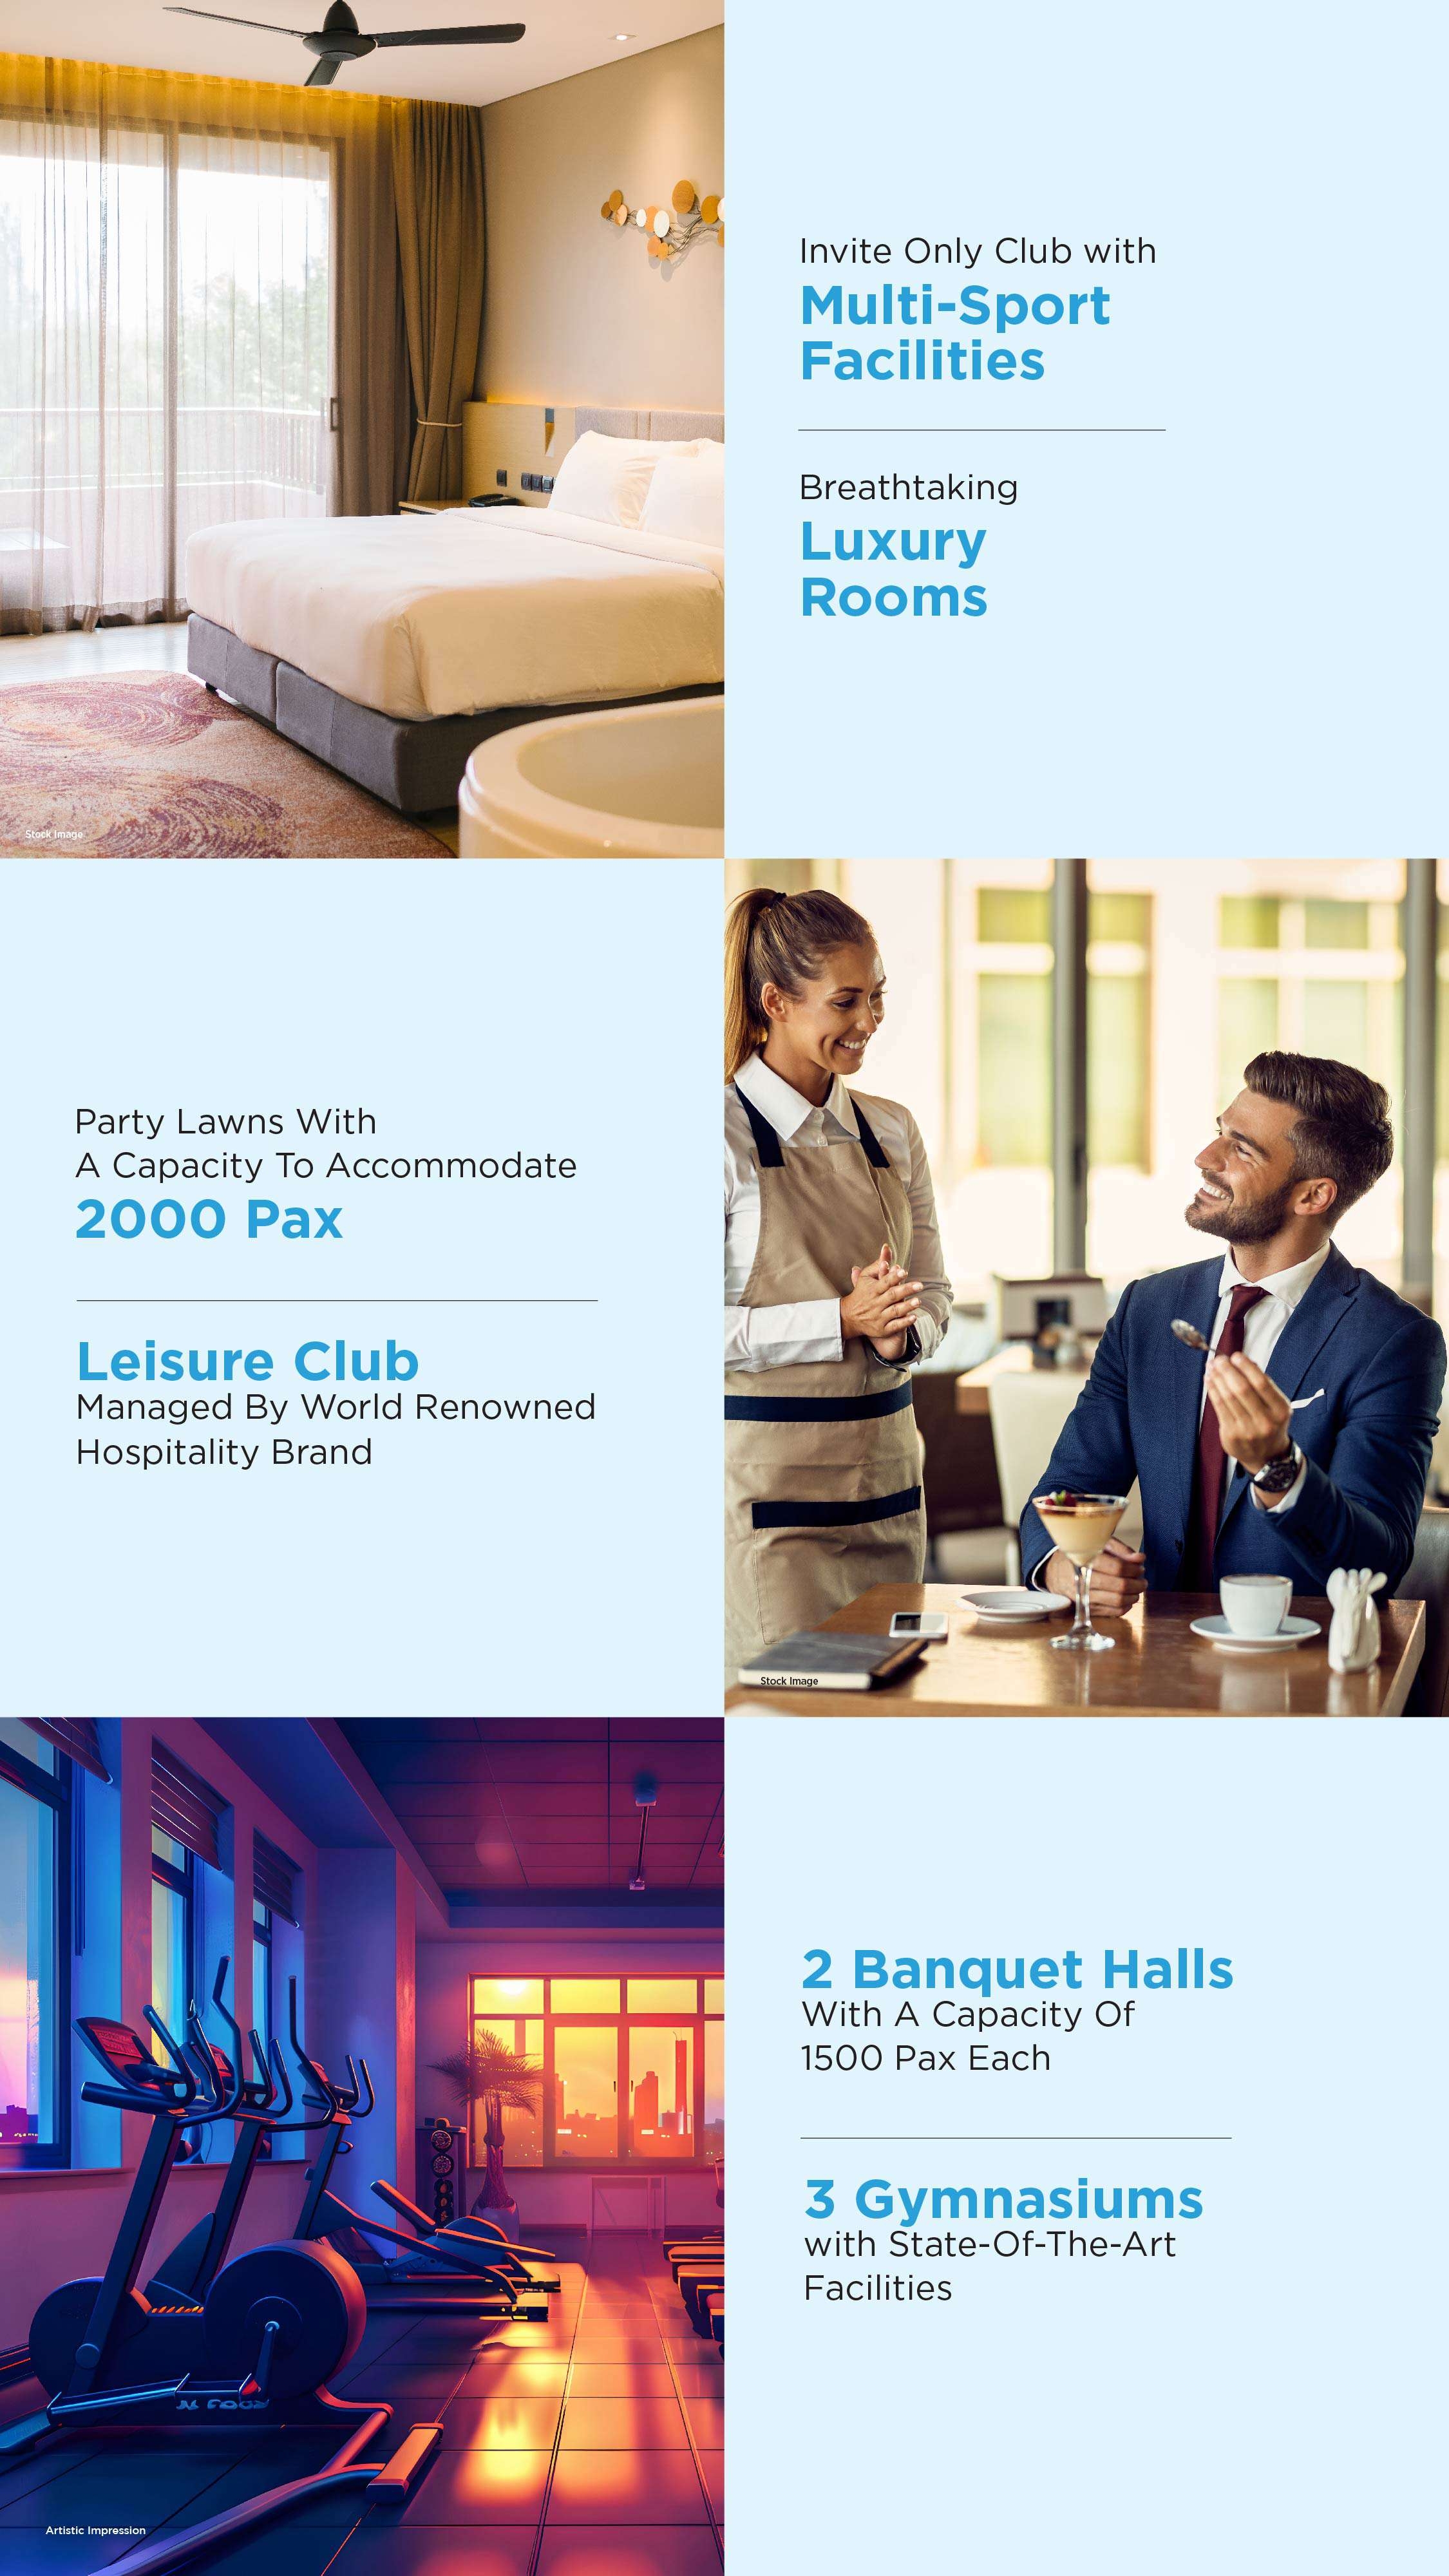 Invite Only Club with
Multi-Sport
Facilities
Breathtaking
Luxury
Rooms
Stock Image
Party Lawns With
A Capacity To Accommodate
2000 Pax
Leisure Club
Managed By World Renowned
Hospitality Brand
Stock Image
2 Banquet Halls
With A Capacity Of
1500 Pax Each
3 Gymnasiums
with State-Of-The-Art
Facilities
Artistic Impression